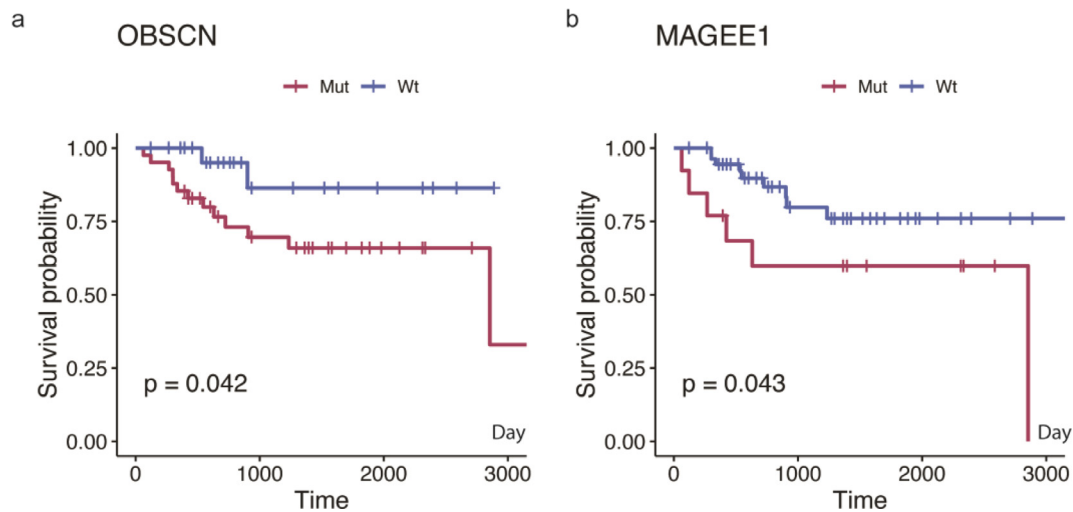 a
OBSCN
Mut Wt
Survival probability
1.00
0.75
0.50
0.25
0.00
p = 0.042
Day
0 1000 2000 3000
Time
b
MAGEE1
Mut Wt
Survival probability
1.00
0.75
0.50
0.25
0.00
p = 0.043
Day
0 1000 2000 3000
Time